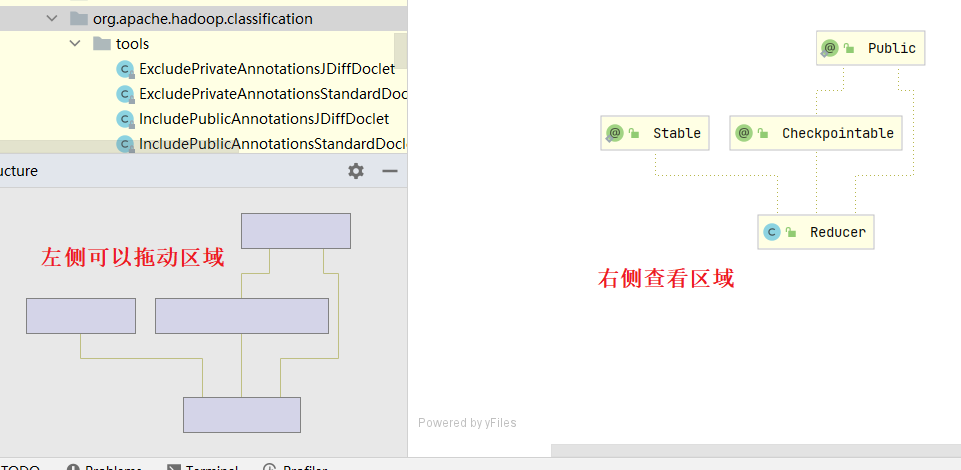 org.apache.hadoop.classification
tools
ExcludePrivateAnnotationsJDiffDoclet
ExcludePrivateAnnotationsStandardDoc
IncludePublicAnnotationsJDiffDoclet
IncludePublicAnnotationsStandardDocl
ucture
左侧可以拖动区域
Public
Stable
Checkpointable
Reducer
右侧查看区域
Powered by yFiles
TODO
Problems
Terminal
Profiler